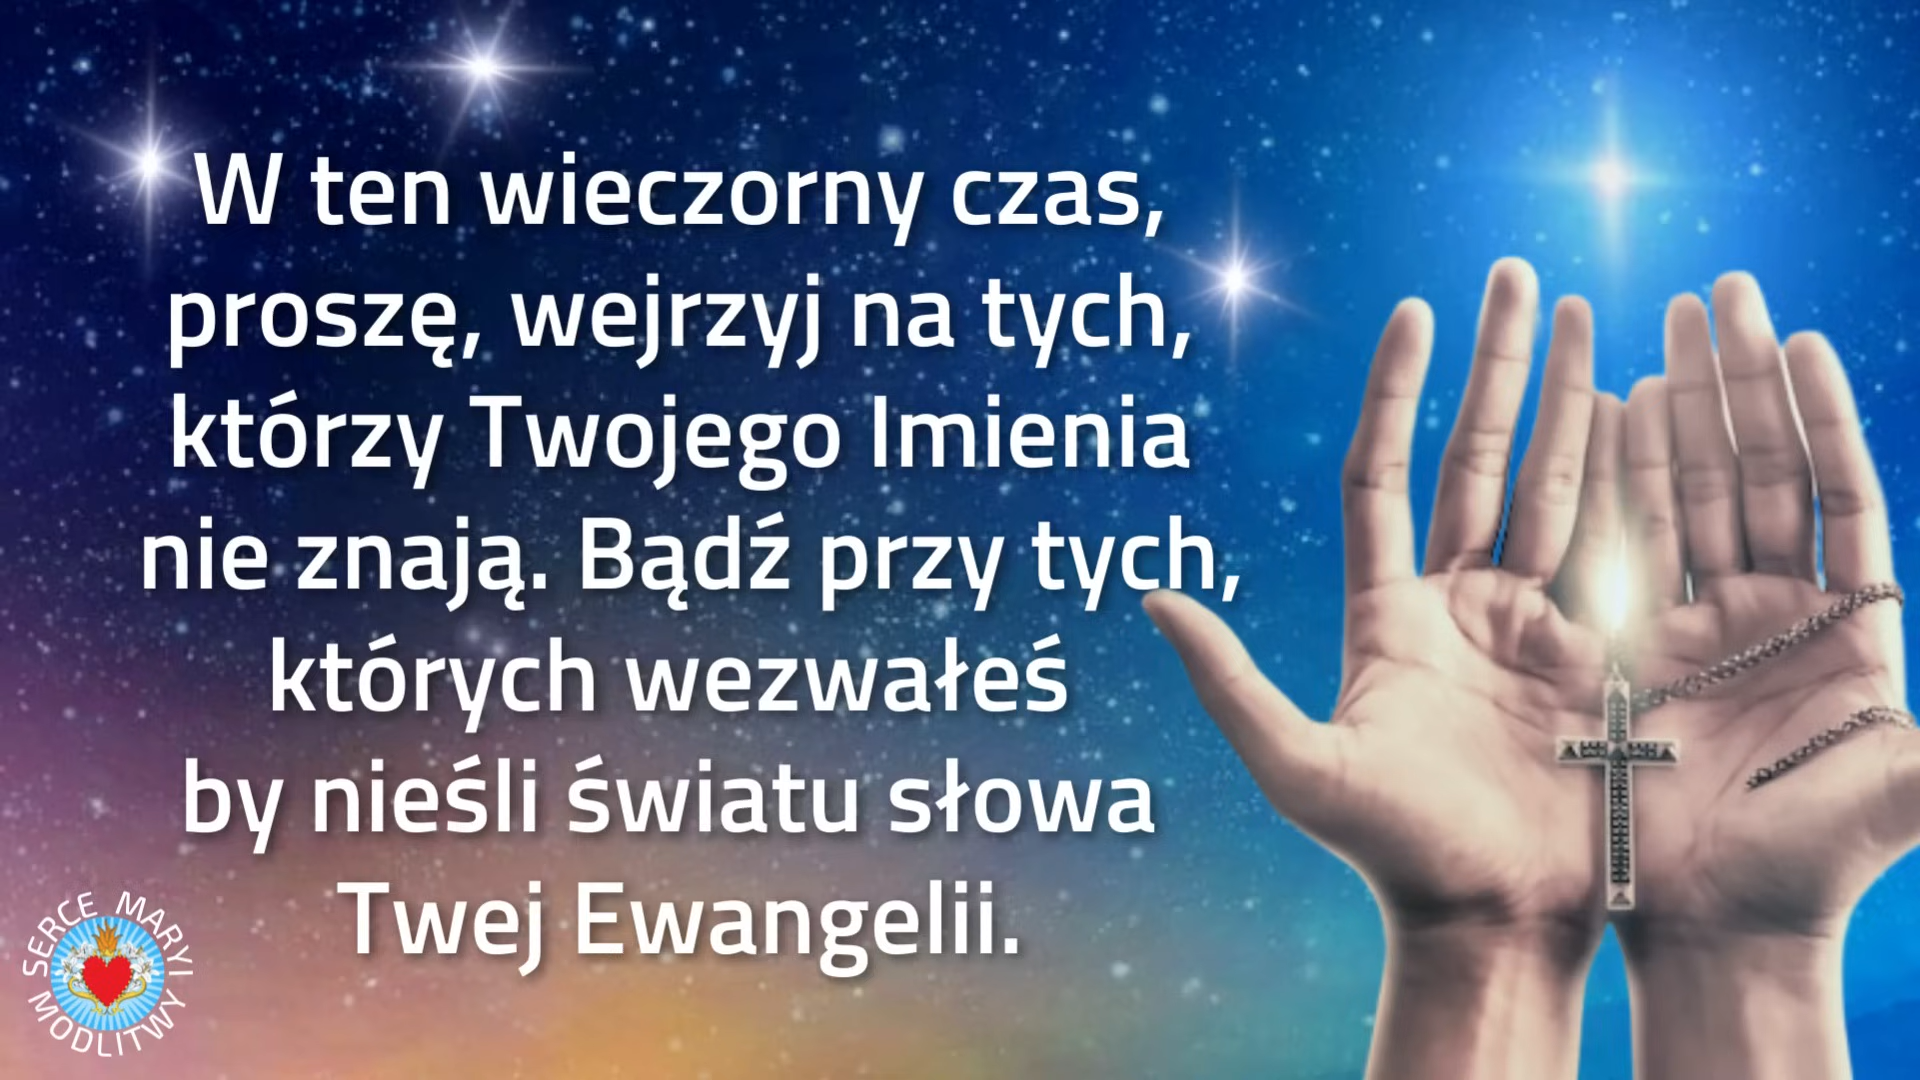 W ten wieczorny czas,
proszę, wejrzyj na tych,
którzy Twojego Imienia
nie znają. Bądź przy tych,
których wezwałeś
by nieśli światu słowa
Twej Ewangelii.
SERCE MARYI
MODLITWY